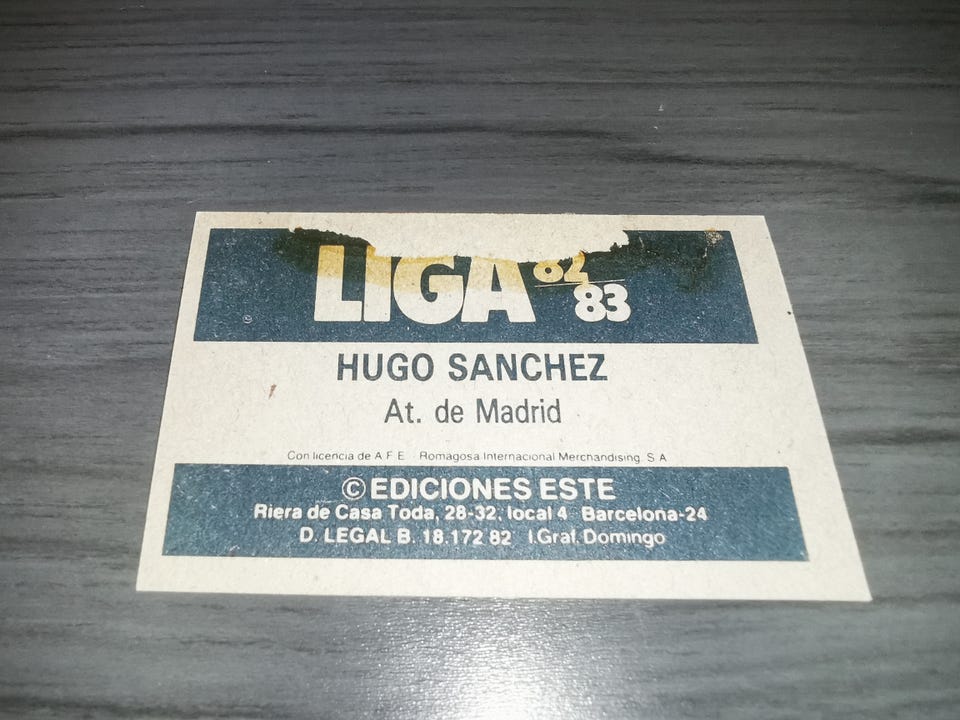 LIGA 82
83
HUGO SANCHEZ
At. de Madrid
Con licencia de A.F.E. Romagosa Internacional Merchandising, S.A.
© EDICIONES ESTE
Riera de Casa Toda, 28-32, local 4 Barcelona-24
D. LEGAL B. 18.172 82 I.Graf. Domingo